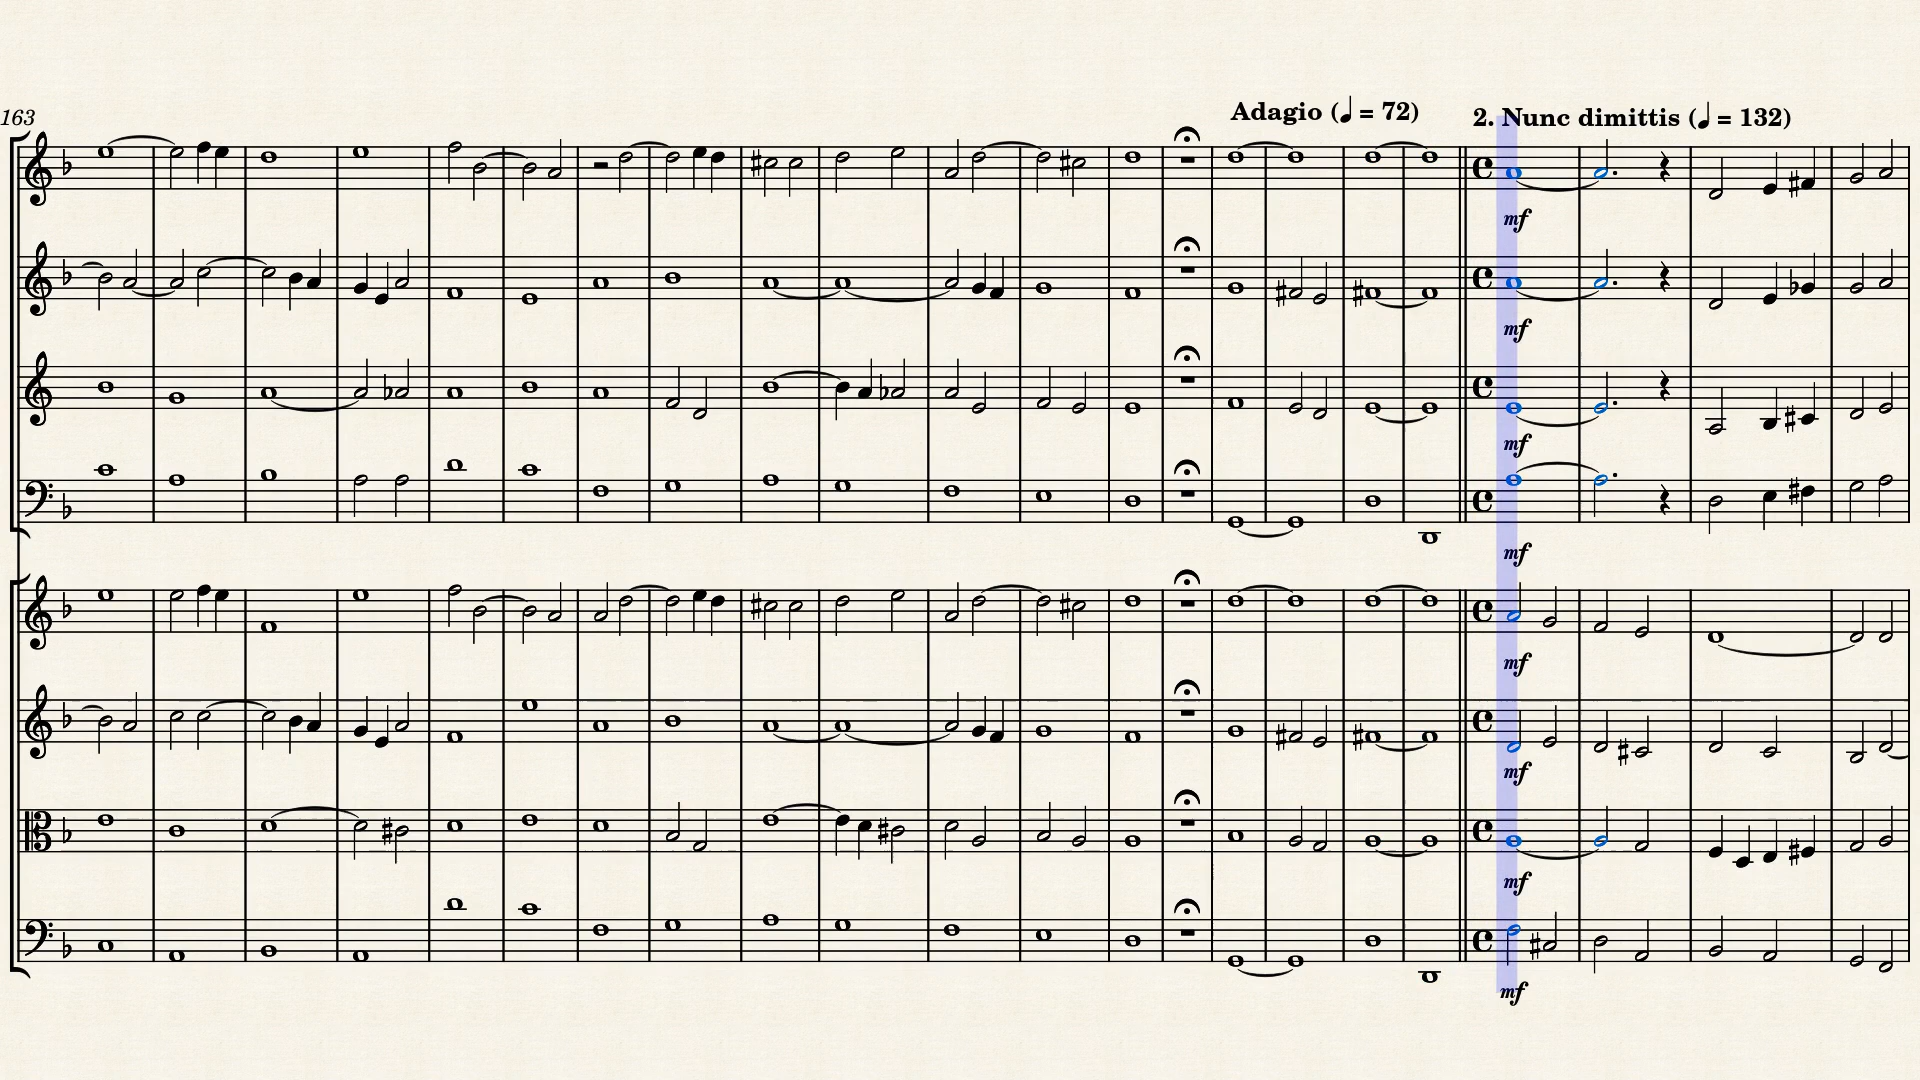 163
Adagio (♩ = 72)
2. Nunc dimittis (♩ = 132)
mf
mf
mf
mf
mf
mf
mf
mf